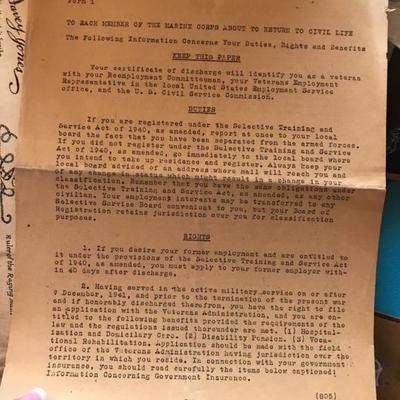 Form 1
TO EACH MEMBER OF THE MARINE CORPS ABOUT TO RETURN TO CIVIL LIFE
The Following Information Concerns Your Duties, Rights and Benefits
KEEP THIS PAPER
Your certificate of discharge will identify you as a veteran
with your Reemployment Committeeman, your Veterans Employment
Representative in the local United States Employment Service
office, and the U. S. Civil Service Commission.
DUTIES
If you are registered under the Selective Training and
Service Act of 1940, as amended, report at once to your local
board the fact that you have been separated from the armed forces.
If you did not register under the Selective Training and Service
Act of 1940, as amended, go immediately to the local board where
you intend to take up residence and register. Always keep your
local board advised of an address where mail will reach you and
of any change in status which might result in a change in your
classification. Remember that you have the same obligations under
the Selective Training and Service Act, as amended, as any other
civilian. Your employment interests may be transferred to any
Selective Service Board convenient to you, but your Board of
Registration retains jurisdiction over you for classification
purposes.
RIGHTS
1. If you desire your former employment and are entitled to
it under the provisions of the Selective Training and Service Act
of 1940, as amended, you must apply to your former employer with-
in 40 days after discharge.
2. Having served in the active military service on or after
7 December, 1941, and prior to the termination of the present war
and if honorably discharged therefrom, you have the right to file
an application with the Veterans Administration, and you are en-
titled to the following benefits provided the requirements of the
law and the regulations issued thereunder are met. (1) Hospital-
ization and Domiciliary Care. (2) Disability Pension. (3) Voca-
tional Rehabilitation. Application should be made with the field
office of the Veterans Administration having jurisdiction over the
territory in which you reside. In connection with your government
insurance, you should read carefully the items below captioned:
Information Concerning Government Insurance.
(805)
Ruin of the Raging